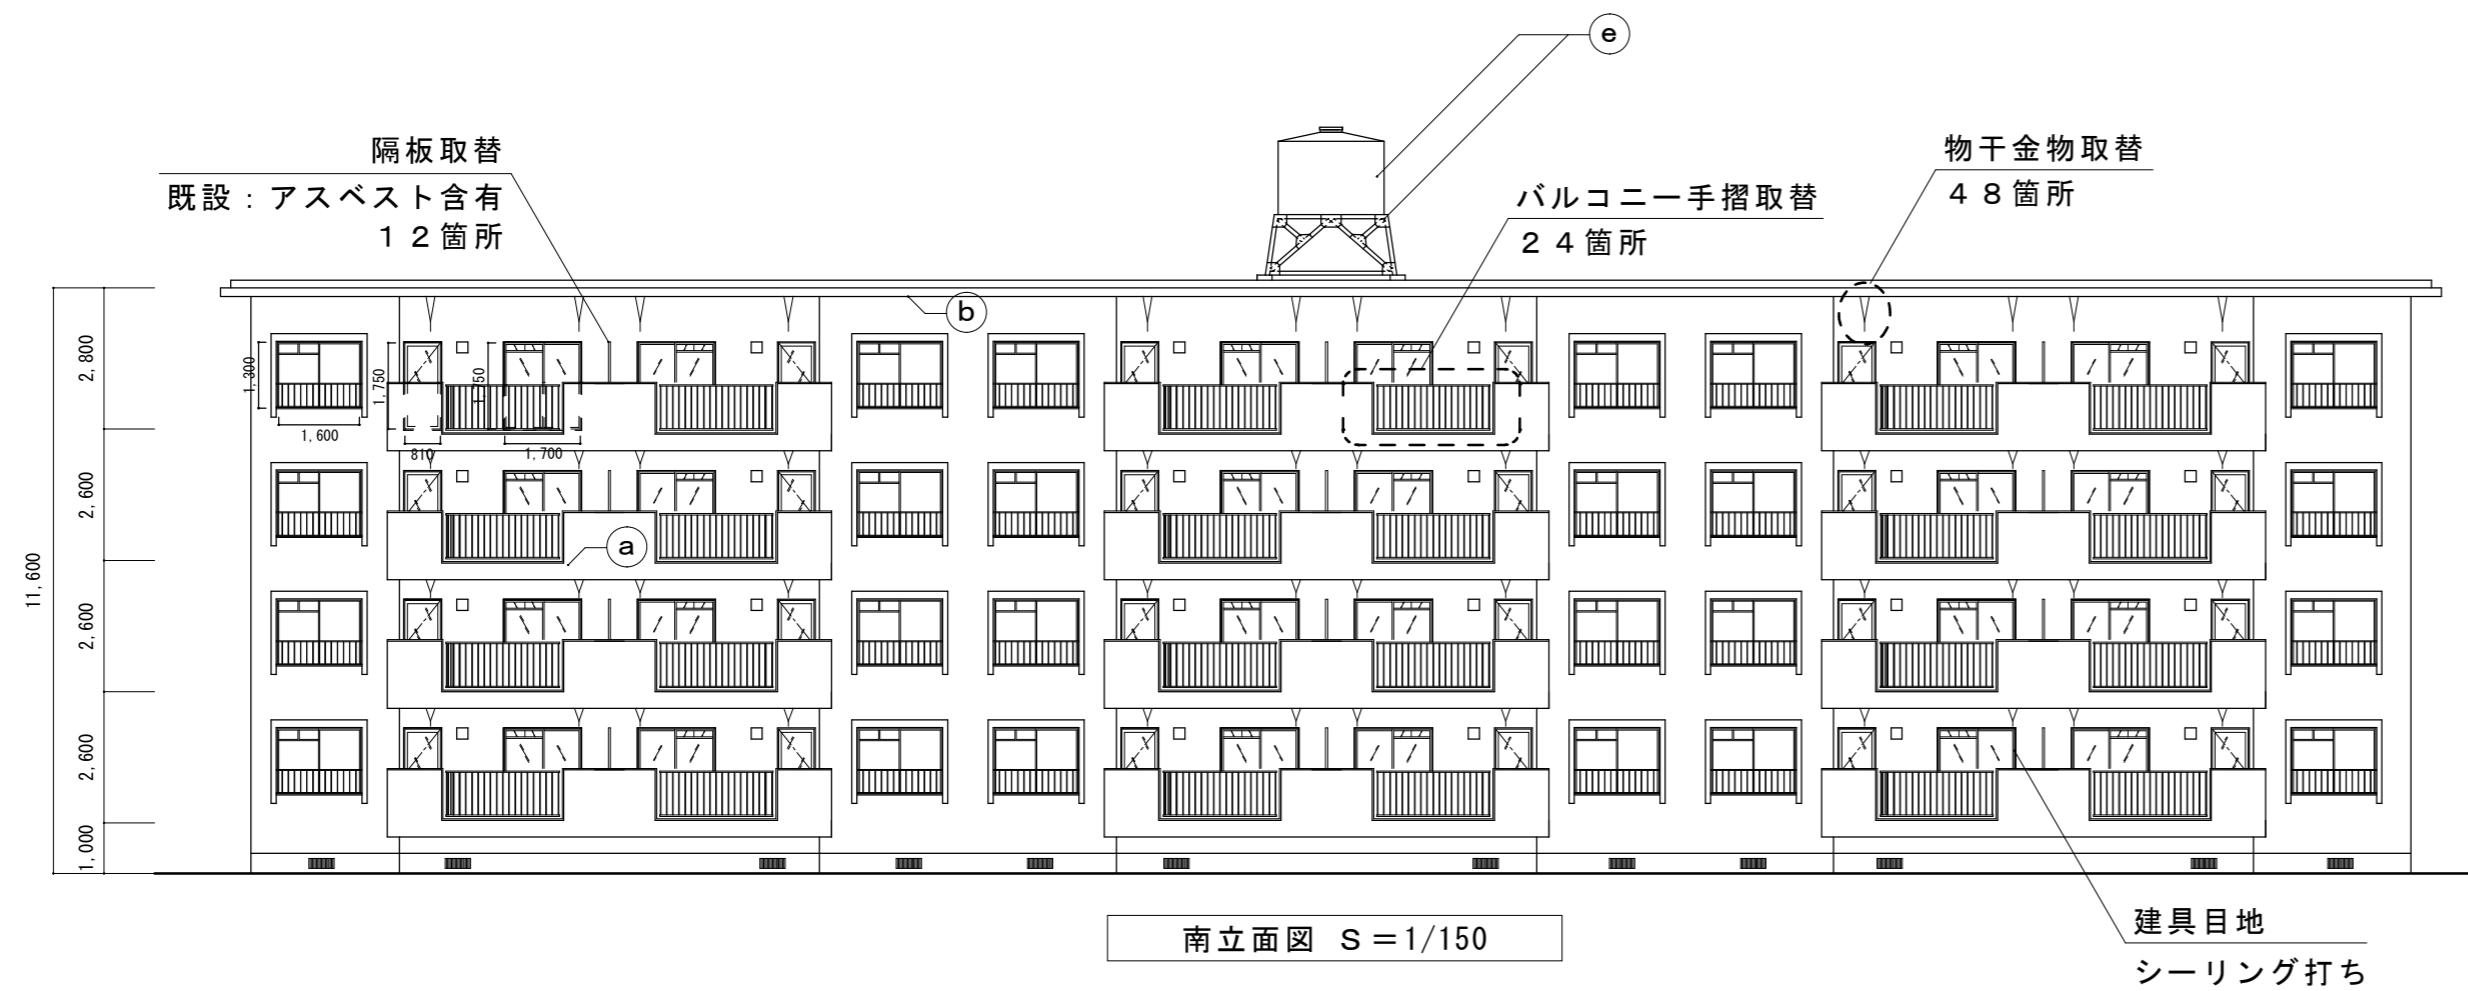 ⓔ
隔板取替
既設：アスベスト含有
１２箇所
バルコニー手摺取替
２４箇所
物干金物取替
４８箇所
ⓑ
2,800
1,300
1,750
1,750
1,600
810
1,700
2,600
ⓐ
11,600
2,600
2,600
1,000
南立面図 Ｓ＝1/150
建具目地
シーリング打ち